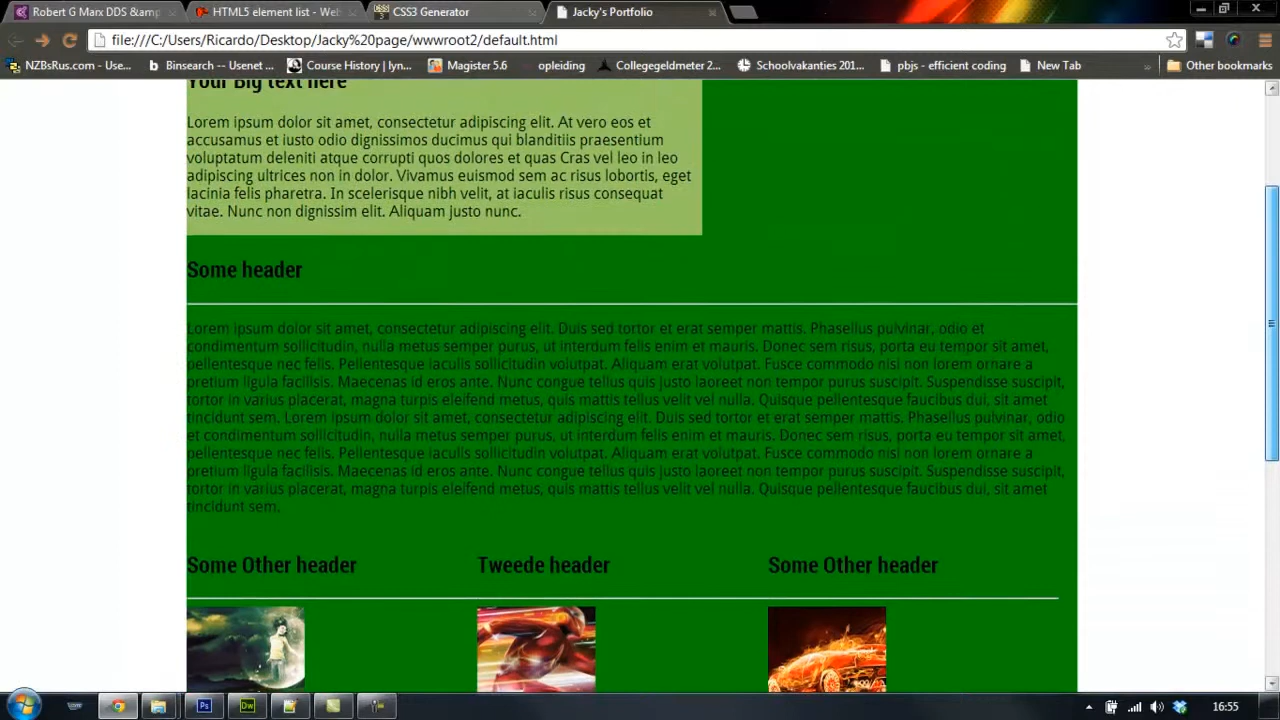 Robert G Marx DDS &amp
HTML5 element list - Web
CSS3 Generator
Jacky's Portfolio
file:///C:/Users/Ricardo/Desktop/Jacky%20page/wwwroot2/default.html
NZBsRus.com - Use...
Binsearch -- Usenet ...
Course History | lyn...
Magister 5.6
opleiding
Collegegeldmeter 2...
Schoolvakanties 201...
pbjs - efficient coding
New Tab
»
Other bookmarks
Your Big text here
Lorem ipsum dolor sit amet, consectetur adipiscing elit. At vero eos et
accusamus et iusto odio dignissimos ducimus qui blanditiis praesentium
voluptatum deleniti atque corrupti quos dolores et quas Cras vel leo in leo
adipiscing ultrices non in dolor. Vivamus euismod sem ac risus lobortis, eget
lacinia felis pharetra. In scelerisque nibh velit, at iaculis risus consequat
vitae. Nunc non dignissim elit. Aliquam justo nunc.
Some header
Lorem ipsum dolor sit amet, consectetur adipiscing elit. Duis sed tortor et erat semper mattis. Phasellus pulvinar, odio et
condimentum sollicitudin, nulla metus semper purus, ut interdum felis enim et mauris. Donec sem risus, porta eu tempor sit amet,
pellentesque nec felis. Pellentesque iaculis sollicitudin volutpat. Aliquam erat volutpat. Fusce commodo nisi non lorem ornare a
pretium ligula facilisis. Maecenas id eros ante. Nunc congue tellus quis justo laoreet non tempor purus suscipit. Suspendisse suscipit,
tortor in varius placerat, magna turpis eleifend metus, quis mattis tellus velit vel nulla. Quisque pellentesque faucibus dui, sit amet
tincidunt sem. Lorem ipsum dolor sit amet, consectetur adipiscing elit. Duis sed tortor et erat semper mattis. Phasellus pulvinar, odio
et condimentum sollicitudin, nulla metus semper purus, ut interdum felis enim et mauris. Donec sem risus, porta eu tempor sit amet,
pellentesque nec felis. Pellentesque iaculis sollicitudin volutpat. Aliquam erat volutpat. Fusce commodo nisi non lorem ornare a
pretium ligula facilisis. Maecenas id eros ante. Nunc congue tellus quis justo laoreet non tempor purus suscipit. Suspendisse suscipit,
tortor in varius placerat, magna turpis eleifend metus, quis mattis tellus velit vel nulla. Quisque pellentesque faucibus dui, sit amet
tincidunt sem.
Some Other header
Tweede header
Some Other header
Ps
Dw
16:55